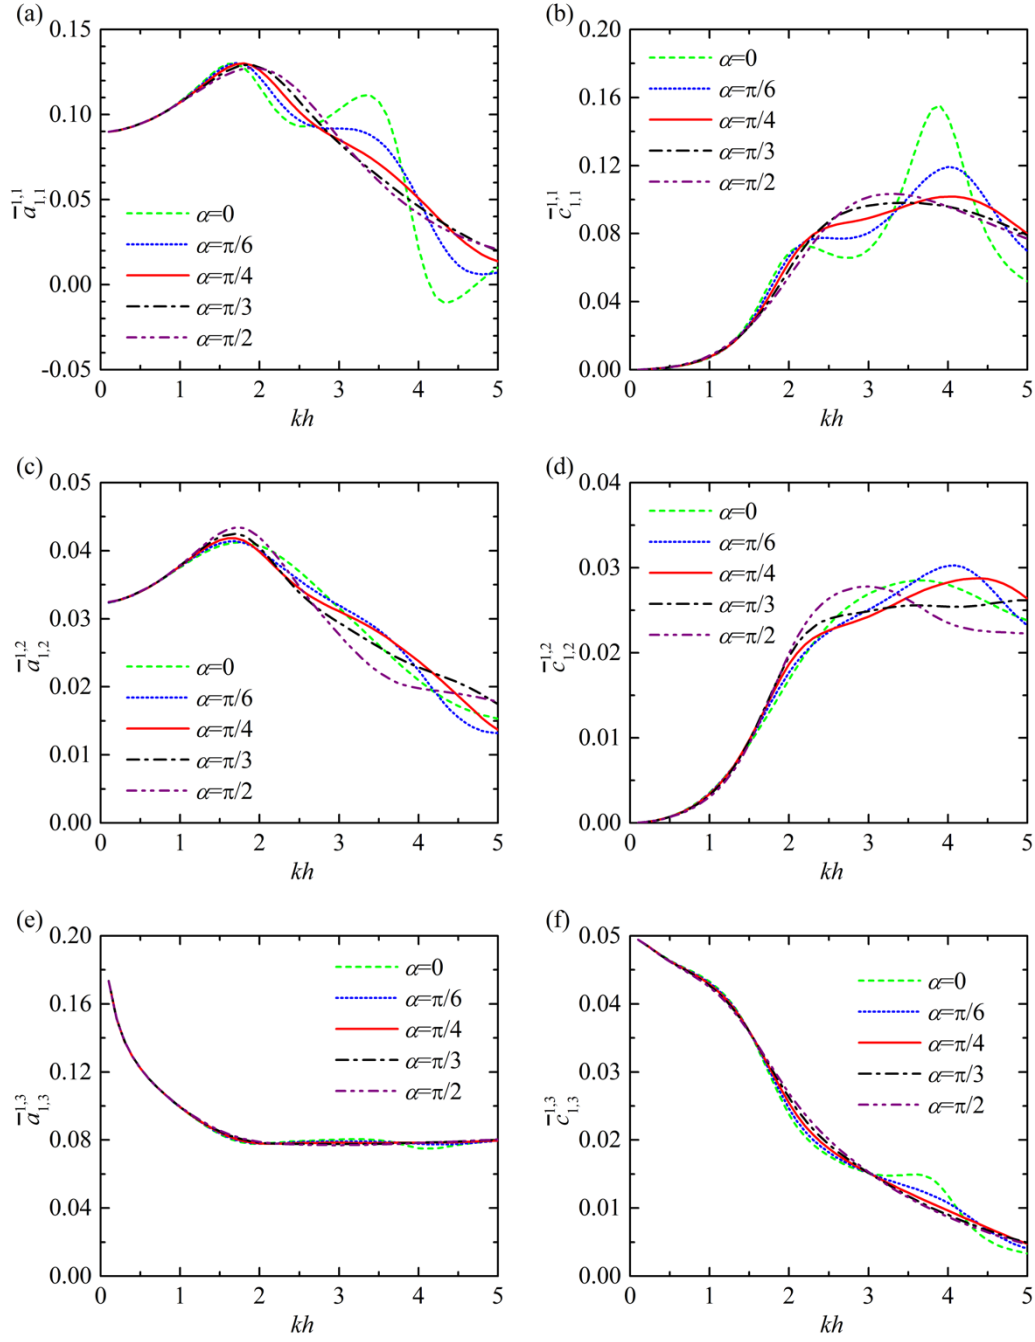 (a)
0.15
0.10
0.05
0.00
-0.05
a̅^{1,1}_{1,1}
α=0
α=π/6
α=π/4
α=π/3
α=π/2
0 1 2 3 4 5
kh
(b)
0.20
0.16
0.12
0.08
0.04
0.00
c̅^{1,1}_{1,1}
α=0
α=π/6
α=π/4
α=π/3
α=π/2
0 1 2 3 4 5
kh
(c)
0.05
0.04
0.03
0.02
0.01
0.00
a̅^{1,2}_{1,2}
α=0
α=π/6
α=π/4
α=π/3
α=π/2
0 1 2 3 4 5
kh
(d)
0.04
0.03
0.02
0.01
0.00
c̅^{1,2}_{1,2}
α=0
α=π/6
α=π/4
α=π/3
α=π/2
0 1 2 3 4 5
kh
(e)
0.20
0.16
0.12
0.08
0.04
0.00
a̅^{1,3}_{1,3}
α=0
α=π/6
α=π/4
α=π/3
α=π/2
0 1 2 3 4 5
kh
(f)
0.05
0.04
0.03
0.02
0.01
0.00
c̅^{1,3}_{1,3}
α=0
α=π/6
α=π/4
α=π/3
α=π/2
0 1 2 3 4 5
kh